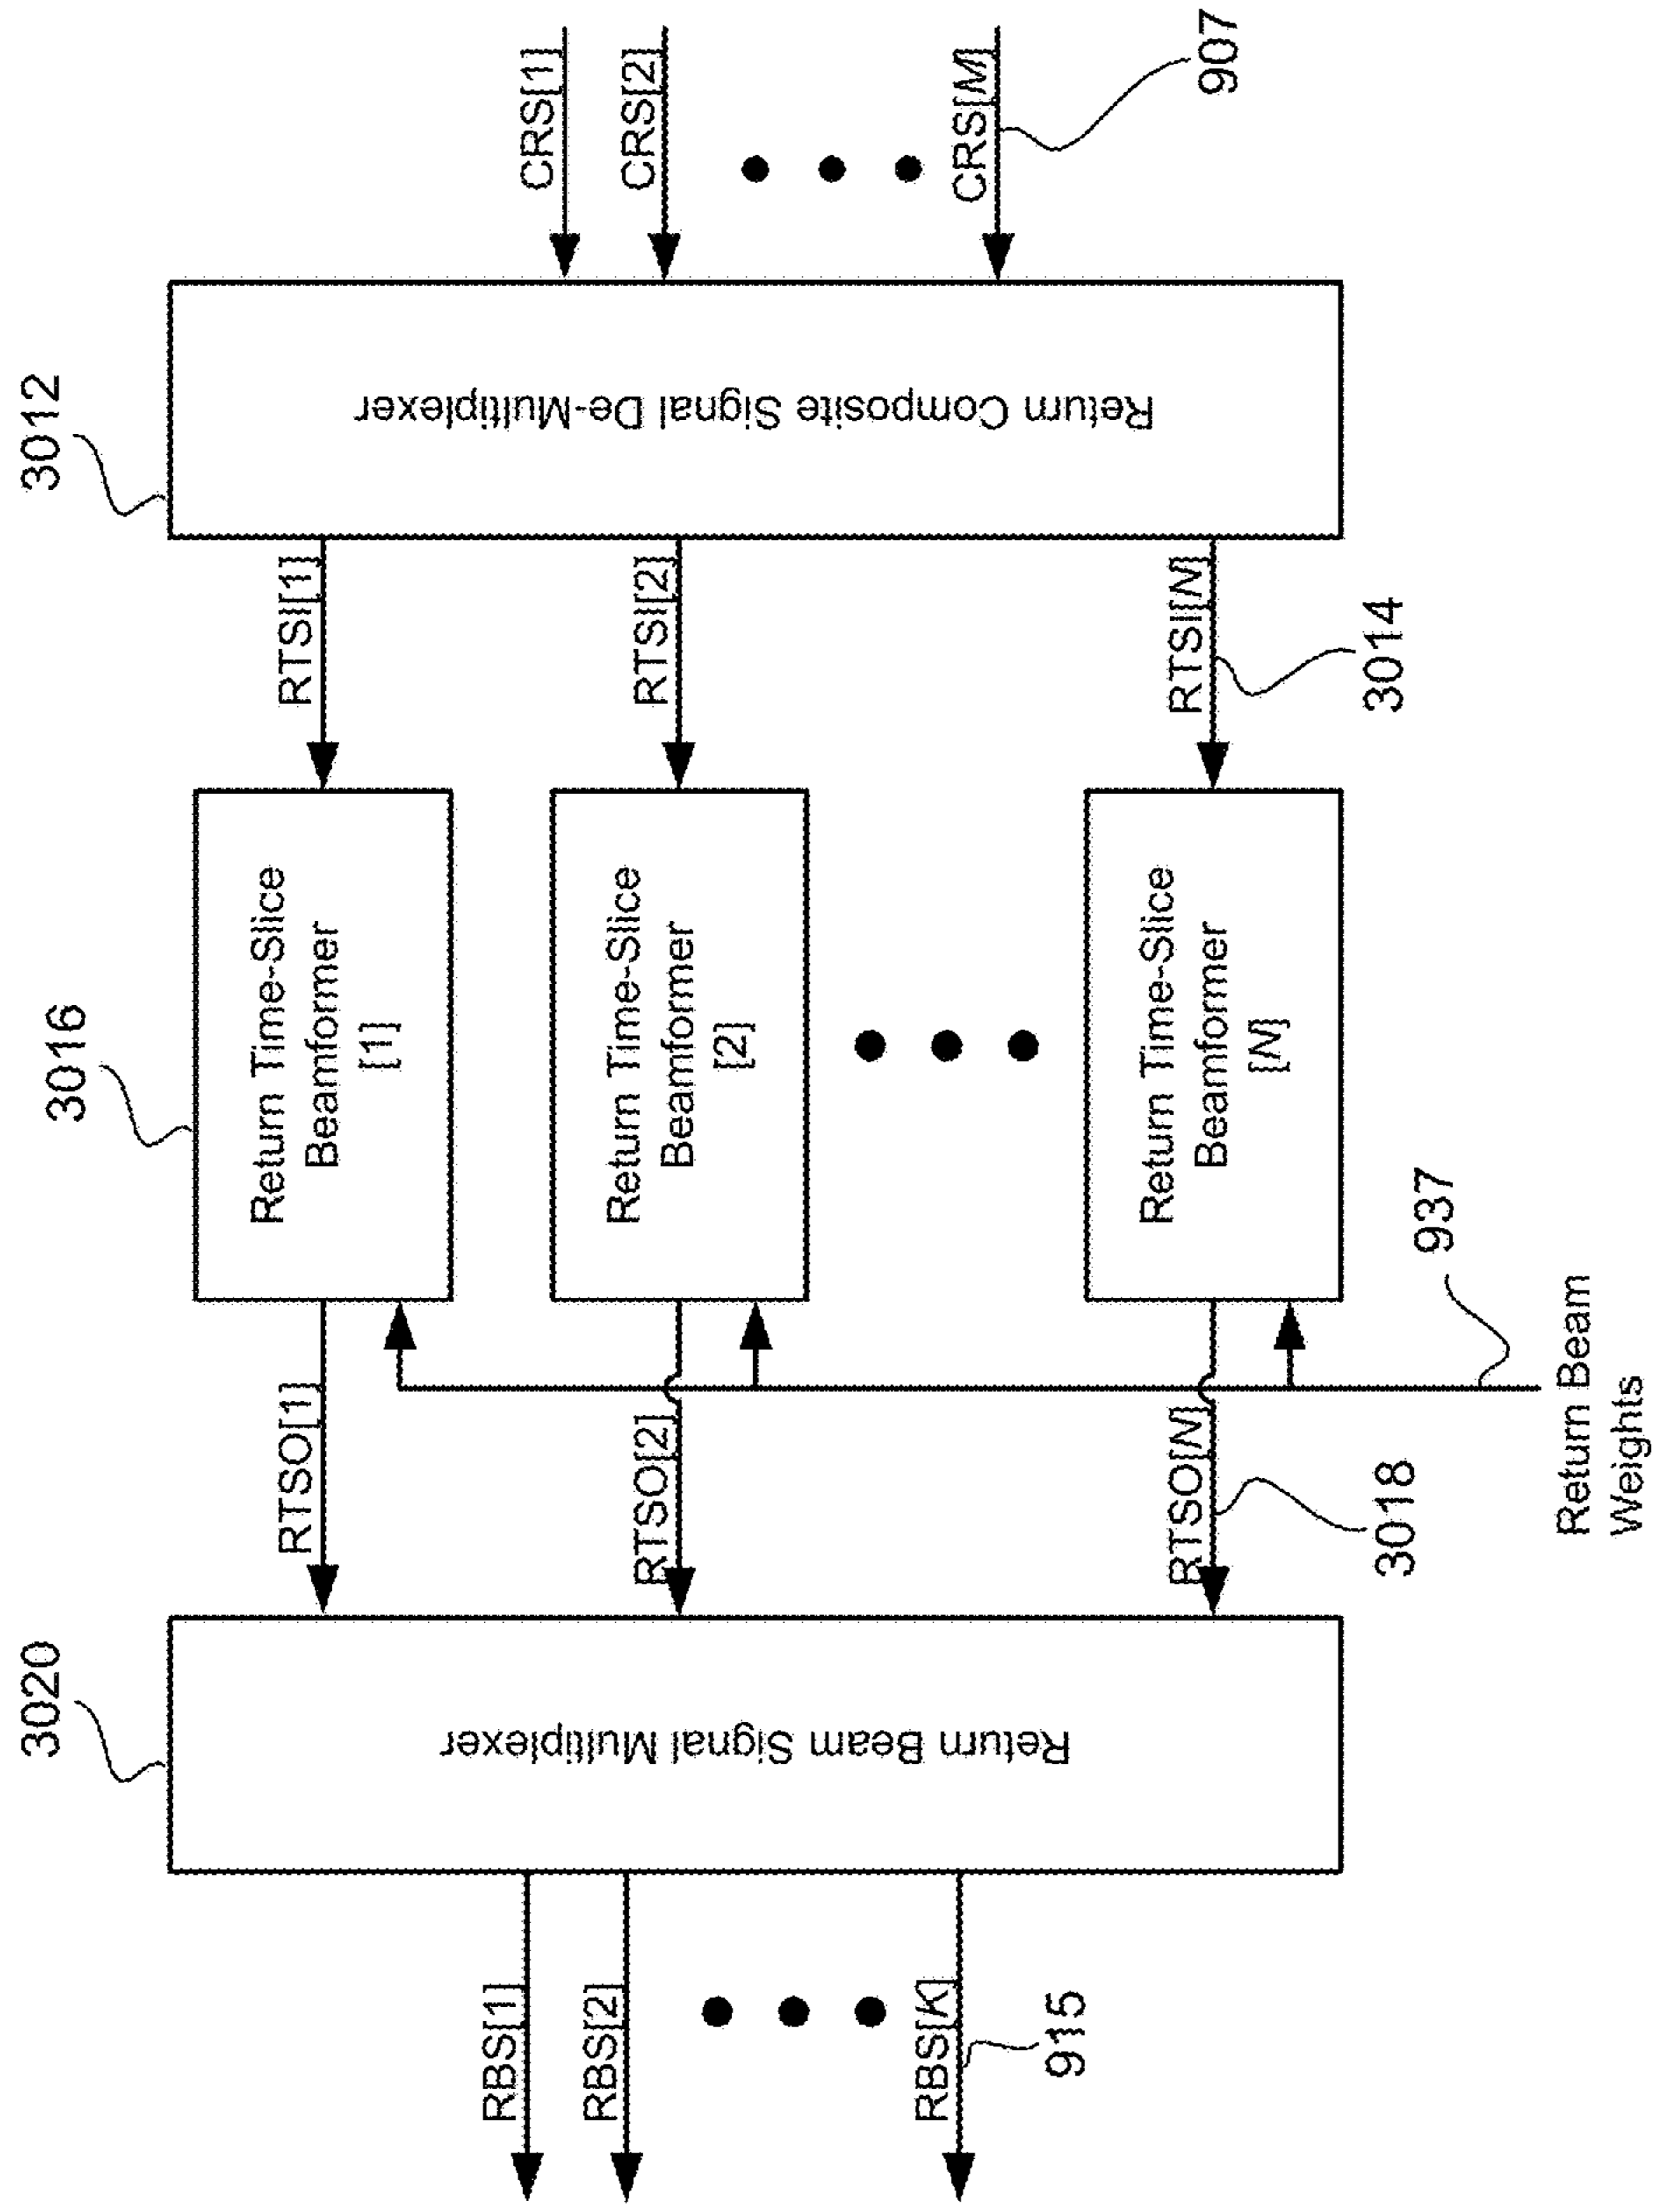 3020
3016
3012
RBS[1]
RBS[2]
RBS[K]
915
Return Beam Signal Multiplexer
RTSO[1]
RTSO[2]
RTSO[N]
3018
Return Time-Slice
Beamformer
[1]
Return Time-Slice
Beamformer
[2]
Return Time-Slice
Beamformer
[N]
937
Return Beam
Weights
RTSI[1]
RTSI[2]
RTSI[N]
3014
Return Composite Signal De-Multiplexer
CRS[1]
CRS[2]
CRS[M]
907